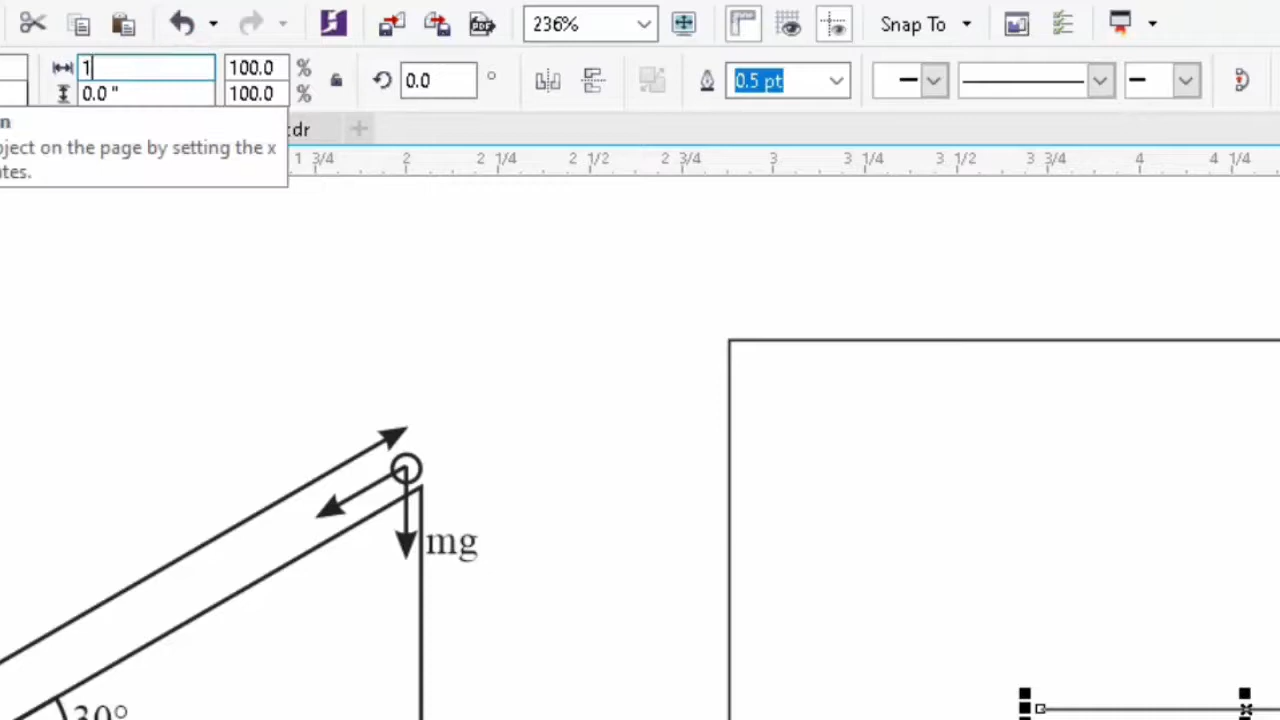 236%
Snap To
1
100.0 %
0.0 "
100.0 %
0.0 °
0.5 pt
n
bject on the page by setting the x
tes.
cdr
1 3/4 2 2 1/4 2 1/2 2 3/4 3 3 1/4 3 1/2 3 3/4 4 4 1/4
mg
30°